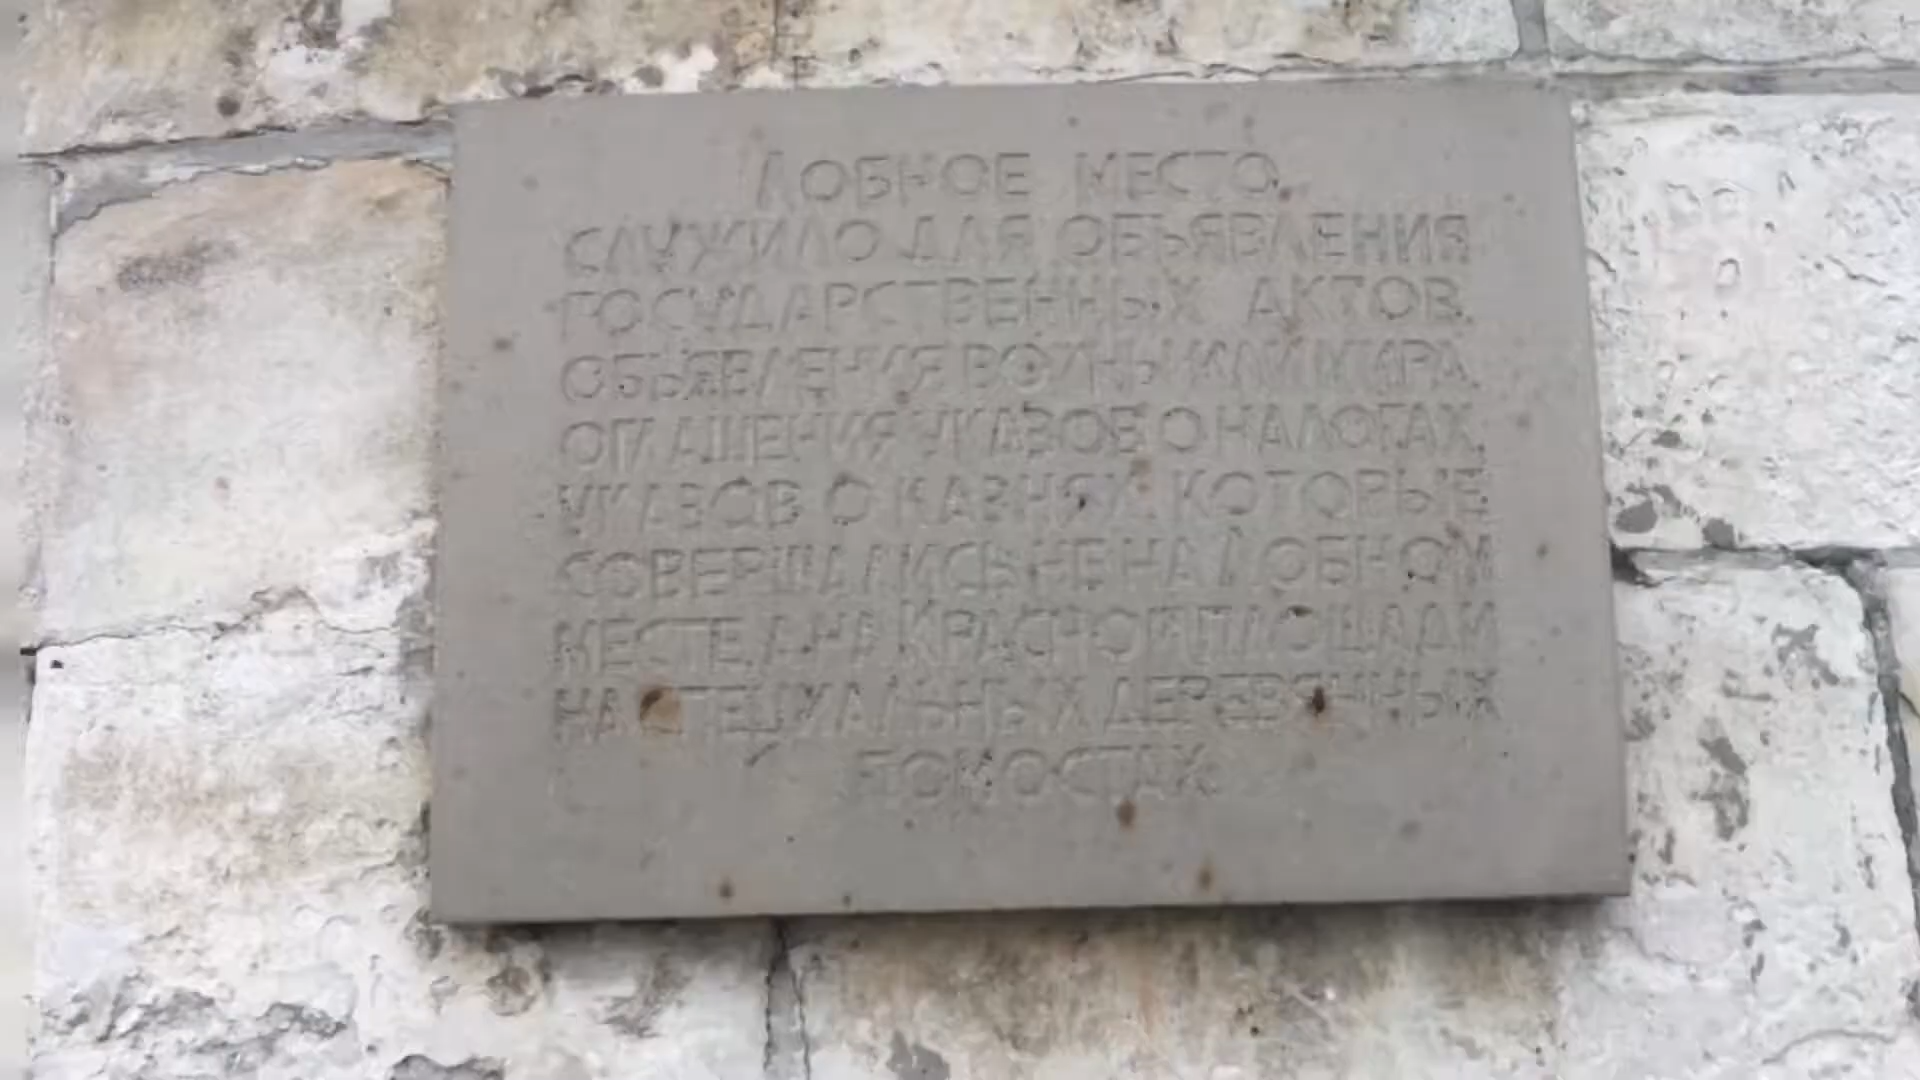 ЛОБНОЕ МЕСТО
СЛУЖИЛО ДЛЯ ОБЪЯВЛЕНИЯ
ГОСУДАРСТВЕННЫХ АКТОВ,
ОБЪЯВЛЕНИЯ ВОЙНЫ ИЛИ МИРА,
ОГЛАШЕНИЯ УКАЗОВ О НАЛОГАХ,
УКАЗОВ О КАЗНЯХ, КОТОРЫЕ
СОВЕРШАЛИСЬ НЕ НА ЛОБНОМ
МЕСТЕ, А НА КРАСНОЙ ПЛОЩАДИ
НА СПЕЦИАЛЬНЫХ ДЕРЕВЯННЫХ
ПОМОСТАХ.